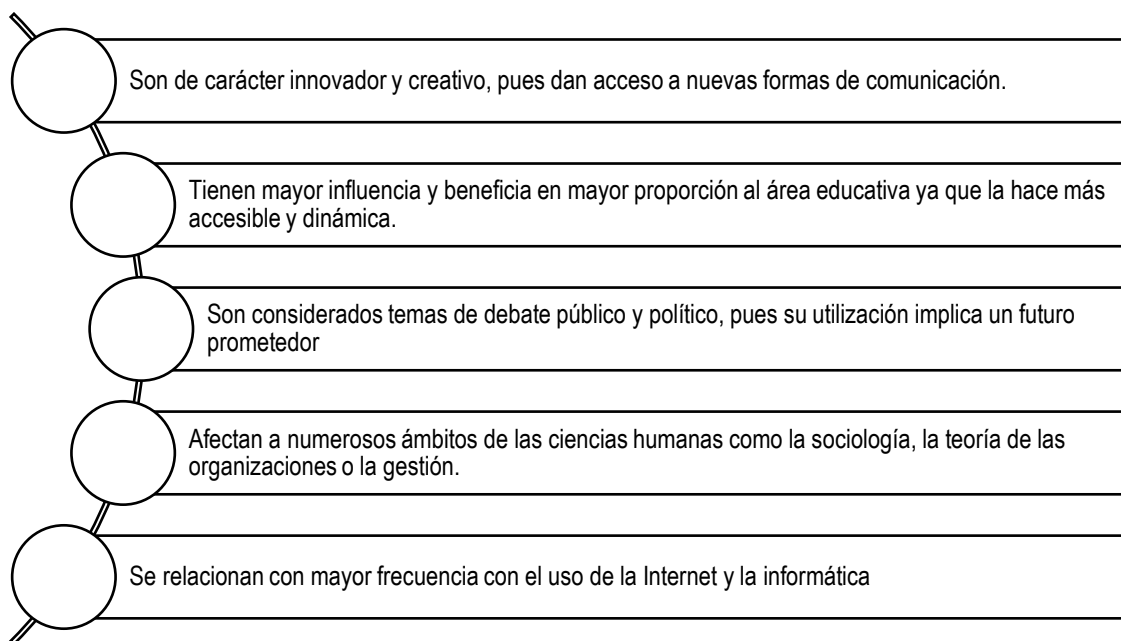 Son de carácter innovador y creativo, pues dan acceso a nuevas formas de comunicación.
Tienen mayor influencia y beneficia en mayor proporción al área educativa ya que la hace más
accesible y dinámica.
Son considerados temas de debate público y político, pues su utilización implica un futuro
prometedor
Afectan a numerosos ámbitos de las ciencias humanas como la sociología, la teoría de las
organizaciones o la gestión.
Se relacionan con mayor frecuencia con el uso de la Internet y la informática